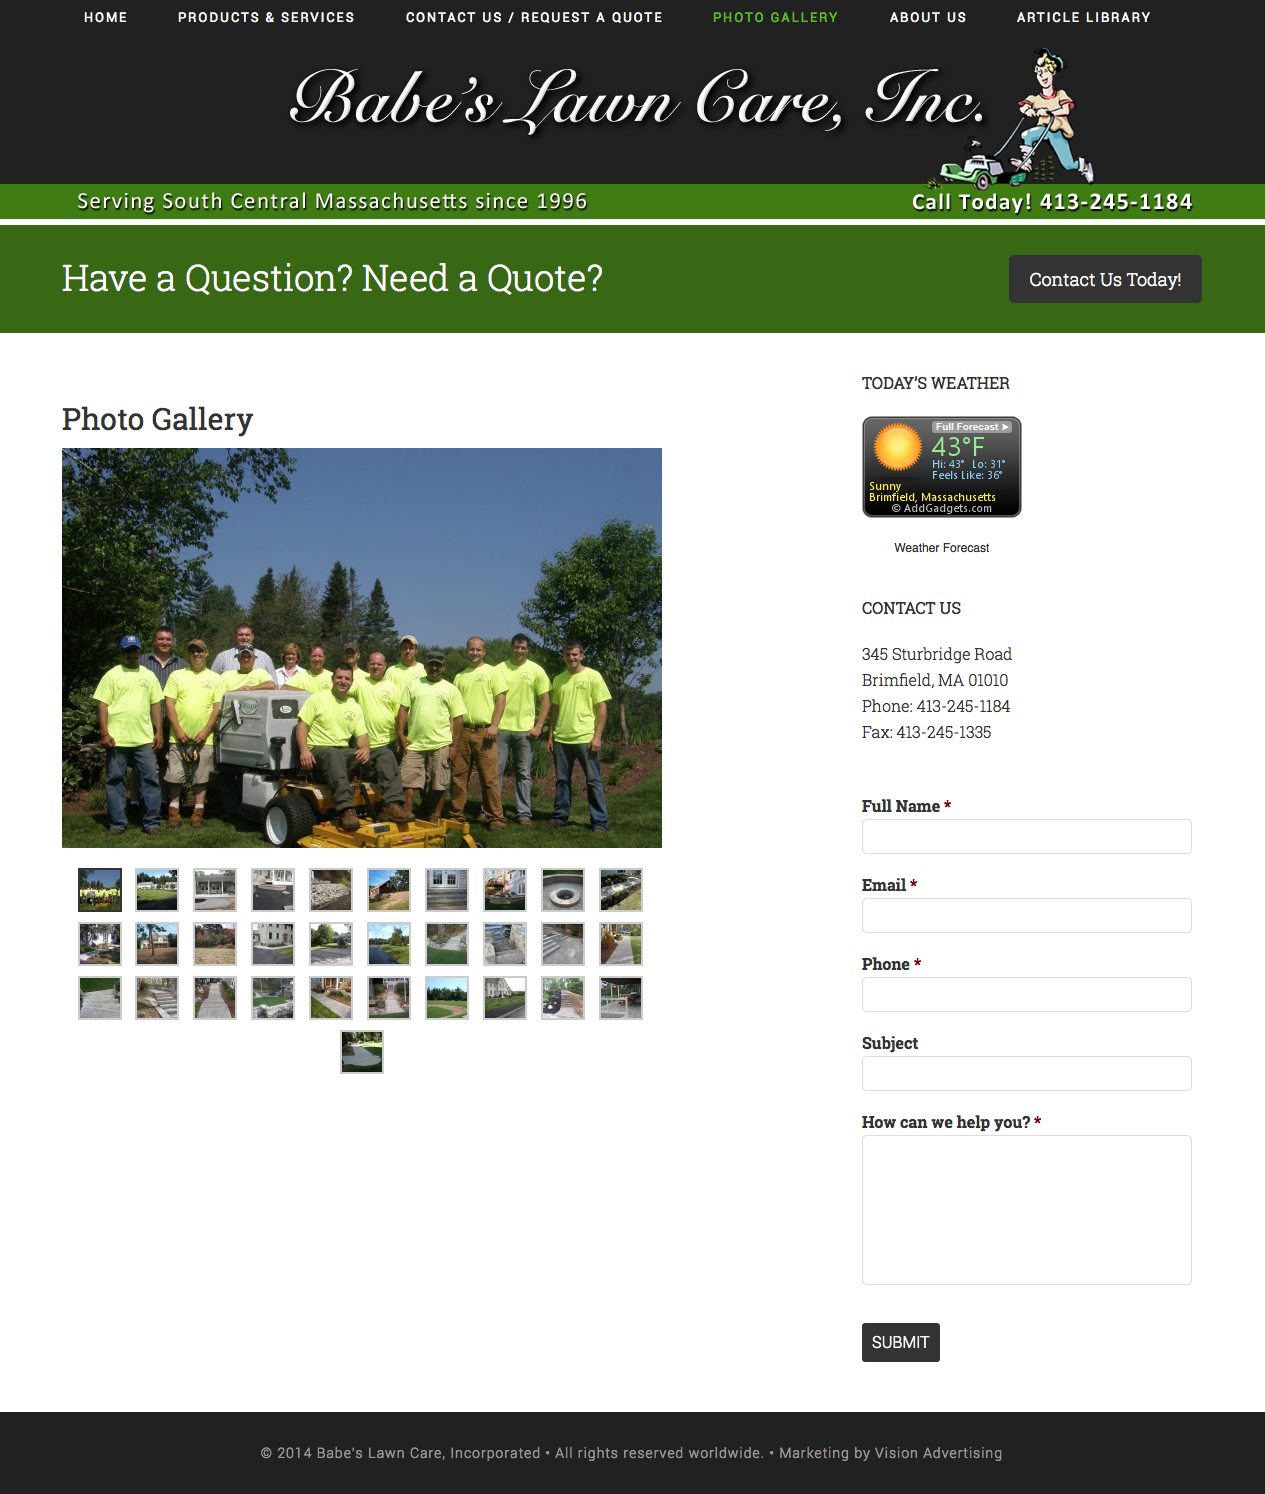 HOME PRODUCTS & SERVICES CONTACT US / REQUEST A QUOTE PHOTO GALLERY ABOUT US ARTICLE LIBRARY
Babe's Lawn Care, Inc.
Serving South Central Massachusetts since 1996
Call Today! 413-245-1184
Have a Question? Need a Quote?
Contact Us Today!
Photo Gallery
TODAY'S WEATHER
Full Forecast ➤
43°F
Hi: 43° Lo: 31°
Feels Like: 36°
Sunny
Brimfield, Massachusetts
© AddGadgets.com
Weather Forecast
CONTACT US
345 Sturbridge Road
Brimfield, MA 01010
Phone: 413-245-1184
Fax: 413-245-1335
Full Name *
Email *
Phone *
Subject
How can we help you? *
SUBMIT
© 2014 Babe's Lawn Care, Incorporated • All rights reserved worldwide. • Marketing by Vision Advertising